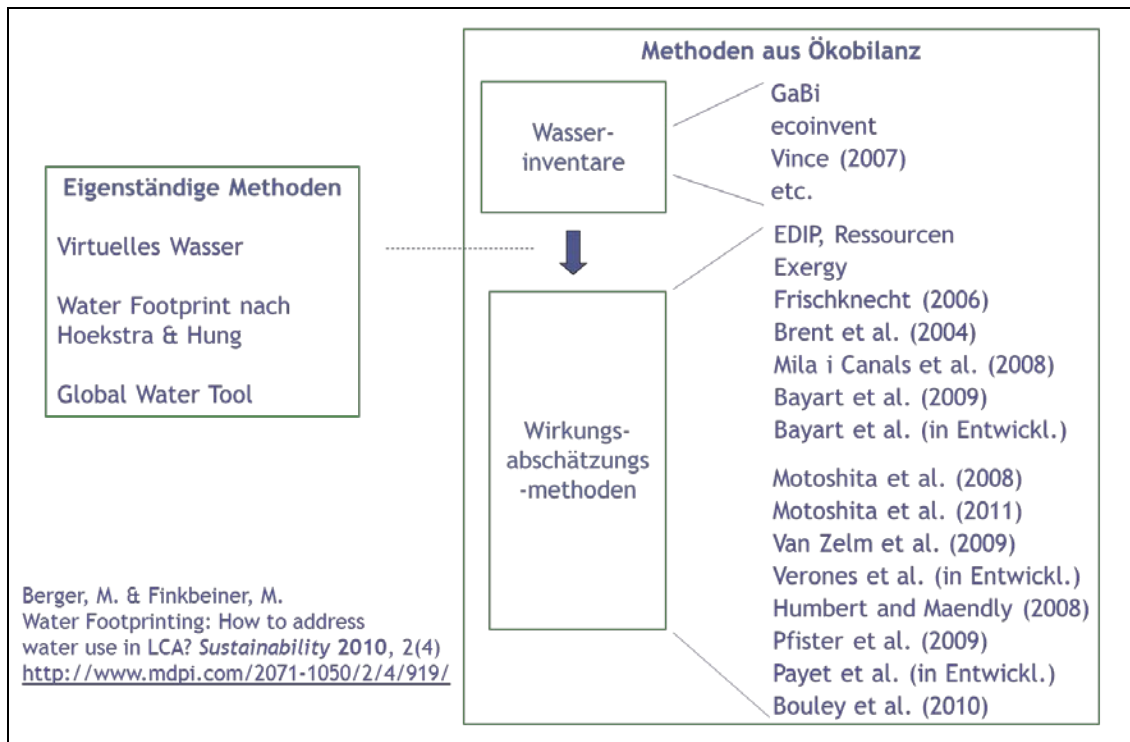 Eigenständige Methoden
Virtuelles Wasser
Water Footprint nach
Hoekstra & Hung
Global Water Tool
Methoden aus Ökobilanz
Wasser-
inventare
GaBi
ecoinvent
Vince (2007)
etc.
Wirkungs-
abschätzungs
-methoden
EDIP, Ressourcen
Exergy
Frischknecht (2006)
Brent et al. (2004)
Mila i Canals et al. (2008)
Bayart et al. (2009)
Bayart et al. (in Entwickl.)
Motoshita et al. (2008)
Motoshita et al. (2011)
Van Zelm et al. (2009)
Verones et al. (in Entwickl.)
Humbert and Maendly (2008)
Pfister et al. (2009)
Payet et al. (in Entwickl.)
Bouley et al. (2010)
Berger, M. & Finkbeiner, M.
Water Footprinting: How to address
water use in LCA? Sustainability 2010, 2(4)
http://www.mdpi.com/2071-1050/2/4/919/